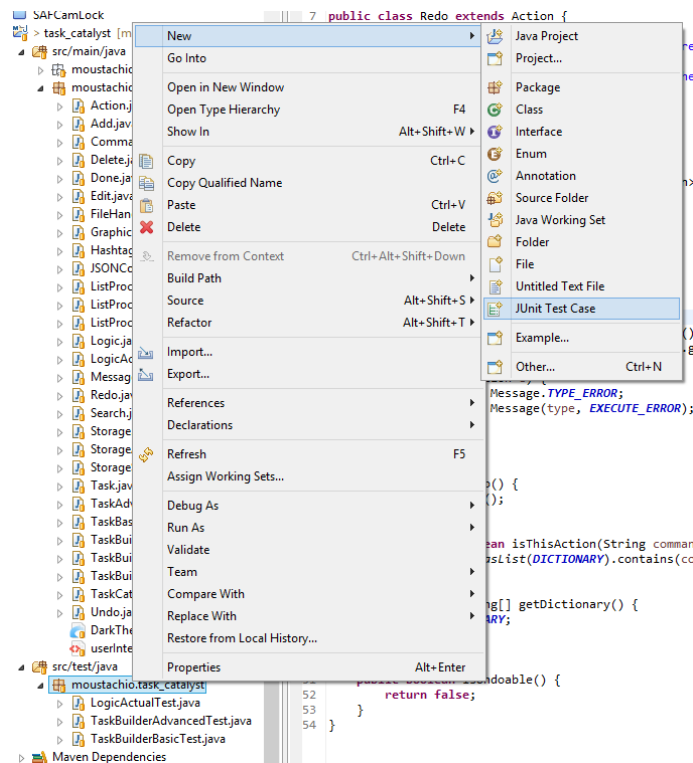 SAFCamLock
> task_catalyst [m
src/main/java
moustachio
moustachio
Action.j
Add.java
Comma
Delete.ja
Done.jav
Edit.java
FileHan
Graphic
Hashtag
JSONCo
ListProc
ListProc
ListProc
Logic.ja
LogicAc
Message
Redo.jav
Search.j
Storage
Storage
Storage
Task.jav
TaskAdv
TaskBas
TaskBui
TaskBui
TaskBui
TaskCat
Undo.ja
DarkThe
userInte
src/test/java
moustachio.task_catalyst
LogicActualTest.java
TaskBuilderAdvancedTest.java
TaskBuilderBasicTest.java
Maven Dependencies
New
Go Into
Open in New Window
Open Type Hierarchy F4
Show In Alt+Shift+W
Copy Ctrl+C
Copy Qualified Name
Paste Ctrl+V
Delete Delete
Remove from Context Ctrl+Alt+Shift+Down
Build Path
Source Alt+Shift+S
Refactor Alt+Shift+T
Import...
Export...
References
Declarations
Refresh F5
Assign Working Sets...
Debug As
Run As
Validate
Team
Compare With
Replace With
Restore from Local History...
Properties Alt+Enter
Java Project
Project...
Package
Class
Interface
Enum
Annotation
Source Folder
Java Working Set
Folder
File
Untitled Text File
JUnit Test Case
Example...
Other... Ctrl+N
7 public class Redo extends Action {
Message.TYPE_ERROR;
Message(type, EXECUTE_ERROR);
() {
();
ean isThisAction(String comman
asList(DICTIONARY).contains(co
ng[] getDictionary() {
ARY;
52 return false;
53 }
54 }